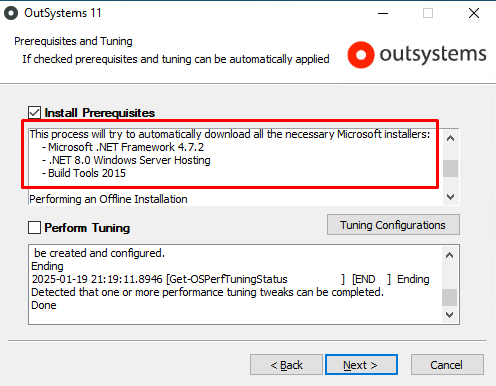 OutSystems 11
Prerequisites and Tuning
If checked prerequisites and tuning can be automatically applied
outsystems
Install Prerequisites
This process will try to automatically download all the necessary Microsoft installers:
- Microsoft .NET Framework 4.7.2
- .NET 8.0 Windows Server Hosting
- Build Tools 2015
Performing an Offline Installation
Perform Tuning
Tuning Configurations
be created and configured.
Ending
2025-01-19 21:19:11.8946 [Get-OSPerfTuningStatus ] [END ] Ending
Detected that one or more performance tuning tweaks can be completed.
Done
< Back
Next >
Cancel